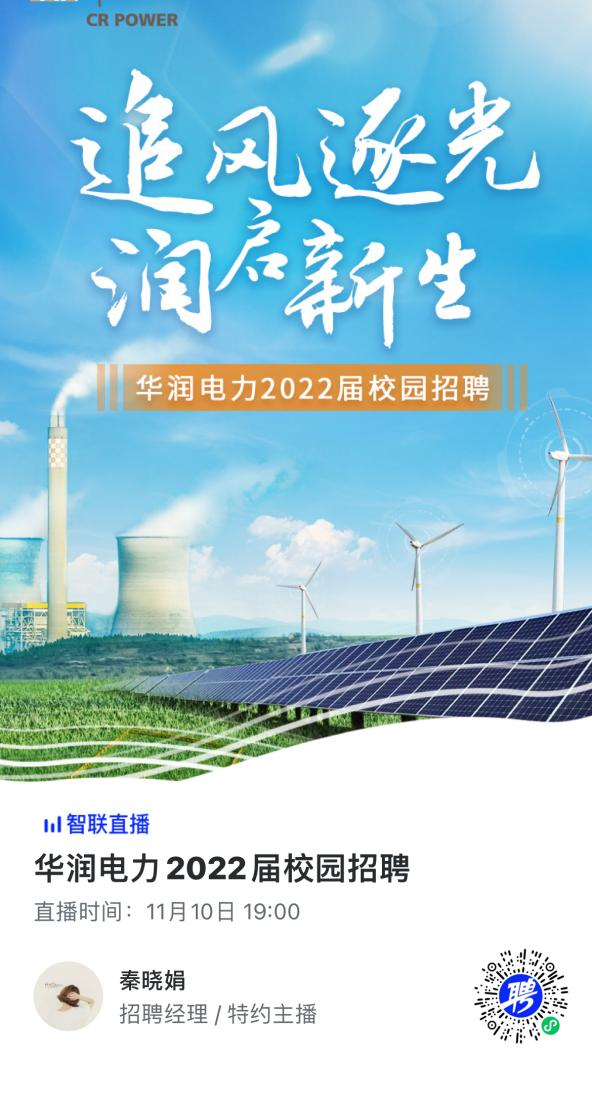 CR POWER
追风逐光
润启新生
华润电力2022届校园招聘
智联直播
华润电力2022届校园招聘
直播时间：11月10日 19:00
秦晓娟
招聘经理 / 特约主播
聘